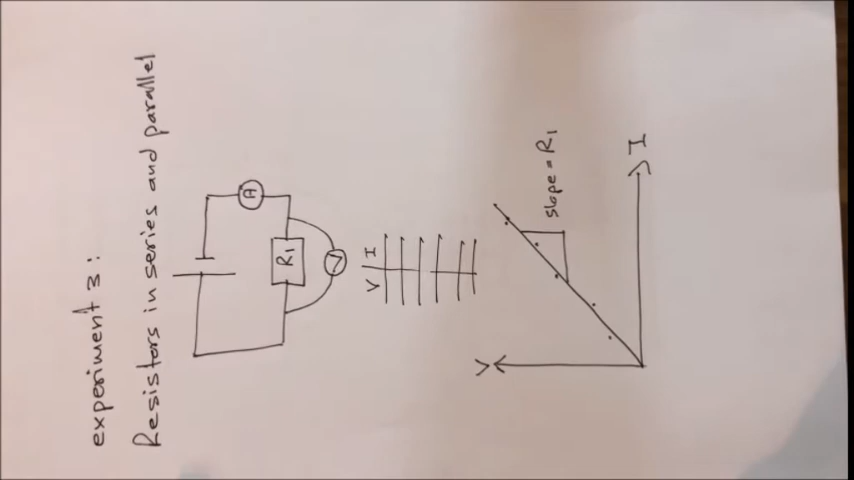 experiment 3:
Resistors in series and parallel
A
R1
V
V I
V
slope = R1
I